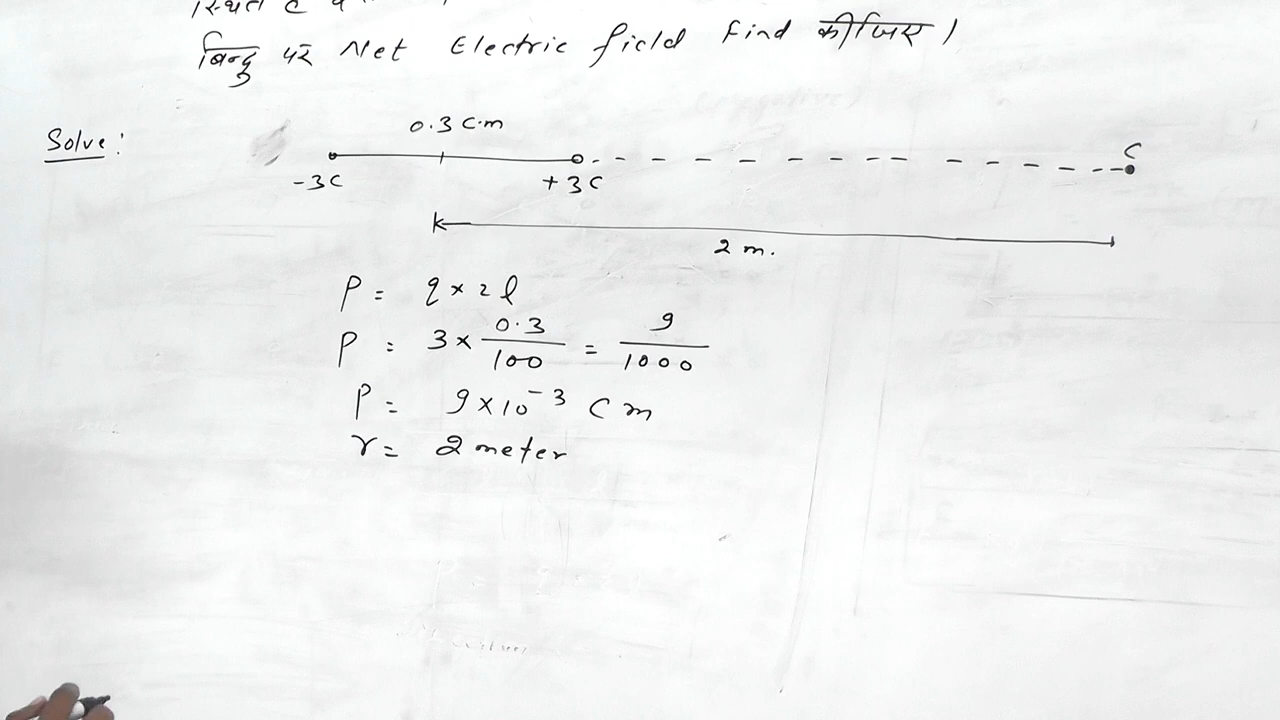 स्थित C
बिन्दु पर Net Electric field Find कीजिए।
Solve:
0.3 C.m
C
-3C +3C
2 m.
P = q × 2l
P = 3 × 0.3/100 = 9/1000
P = 9×10⁻³ C m
r = 2 meter